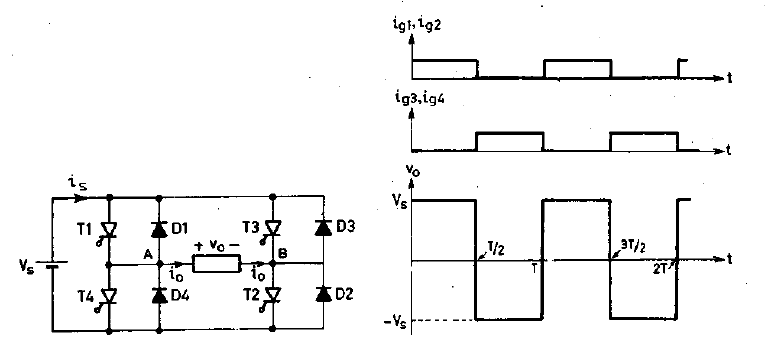 ig1,ig2
t
ig3,ig4
t
is
vo
Vs
T1
D1
T3
D3
A
+ vo -
B
Vs
io
io
T/2
T
3T/2
2T
t
T4
D4
T2
D2
-Vs